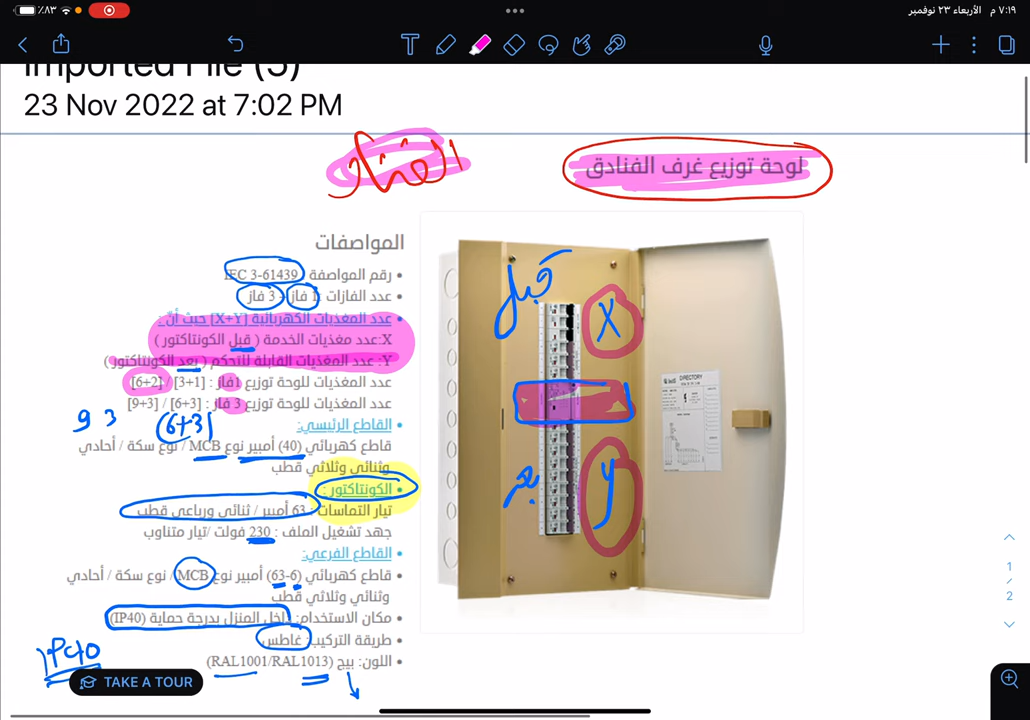 ٨٣٪
٧:١٩ م الأربعاء ٢٣ نوفمبر
Imported File (3)
23 Nov 2022 at 7:02 PM
لوحة توزيع غرف الفنادق
المواصفات
رقم المواصفة IEC 3-61439
عدد الفازات: 1 فاز - 3 فاز
عدد المغذيات الكهربائية [X+Y] حيث أن:
X: عدد مغذيات الخدمة ( قبل الكونتاكتور )
Y: عدد المغذيات القابلة للتحكم ( بعد الكونتاكتور )
عدد المغذيات للوحة توزيع 1فاز : [3+1] / [6+2]
عدد المغذيات للوحة توزيع 3 فاز : [6+3] / [9+3]
9 3 (6+3)
القاطع الرئيسي:
قاطع كهربائي (40) أمبير نوع MCB / نوع سكة / أحادي
وثنائي وثلاثي قطب
الكونتاكتور :
تيار التماسات : 63 أمبير / ثنائي ورباعي قطب
جهد تشغيل الملف : 230 فولت /تيار متناوب
القاطع الفرعي:
قاطع كهربائي (6-63) أمبير نوع MCB / نوع سكة / أحادي
وثنائي وثلاثي قطب
مكان الاستخدام: داخل المنزل بدرجة حماية (IP40)
طريقة التركيب: غاطس
اللون: بيج (RAL1001/RAL1013)
IP40
قبل
X
بعد
Y
DIRECTORY
TAKE A TOUR
1
2